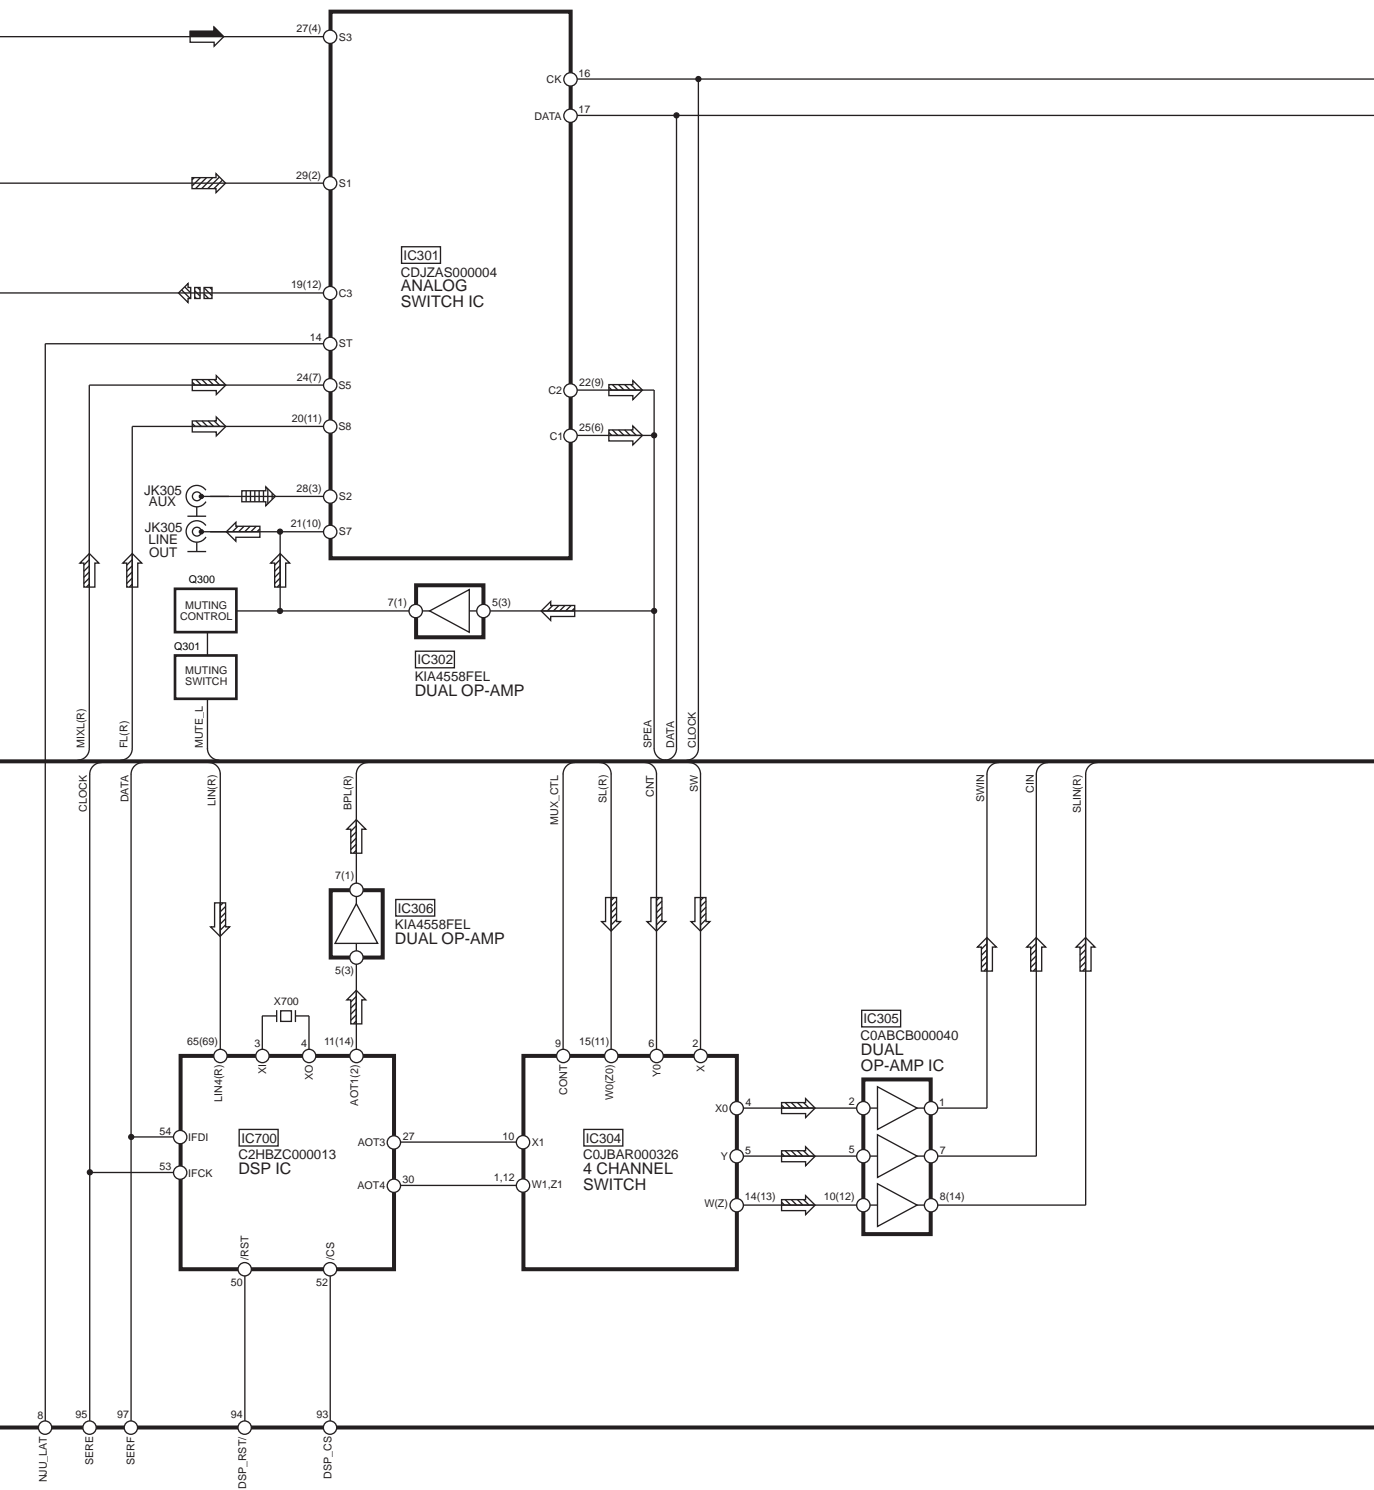 27(4)
S3
CK
16
DATA
17
29(2)
S1
IC301
CDJZAS000004
ANALOG
SWITCH IC
19(12)
C3
14
ST
24(7)
S5
C2
22(9)
20(11)
S8
C1
25(6)
JK305
AUX
28(3)
S2
JK305
LINE
OUT
21(10)
S7
Q300
MUTING
CONTROL
7(1)
5(3)
Q301
MUTING
SWITCH
IC302
KIA4558FEL
DUAL OP-AMP
MIXL(R)
FL(R)
MUTE_L
SPEA
DATA
CLOCK
CLOCK
DATA
LIN(R)
BPL(R)
MUX_CTL
SL(R)
CNT
SW
SWIN
CIN
SLIN(R)
7(1)
IC306
KIA4558FEL
DUAL OP-AMP
5(3)
X700
65(69)
3
4
11(14)
9
15(11)
6
2
LIN4(R)
XI
XO
AOT1(2)
CONT
W0(Z0)
Y0
X
IC305
C0ABCB000040
DUAL
OP-AMP IC
X0
4
2
1
54
IFDI
IC700
C2HBZC000013
DSP IC
AOT3
27
10
X1
IC304
C0JBAR000326
4 CHANNEL
SWITCH
Y
5
5
7
53
IFCK
AOT4
30
1,12
W1,Z1
W(Z)
14(13)
10(12)
8(14)
/RST
/CS
50
52
8
95
97
94
93
NJU_LAT
SERE
SERF
DSP_RST/
DSP_CS